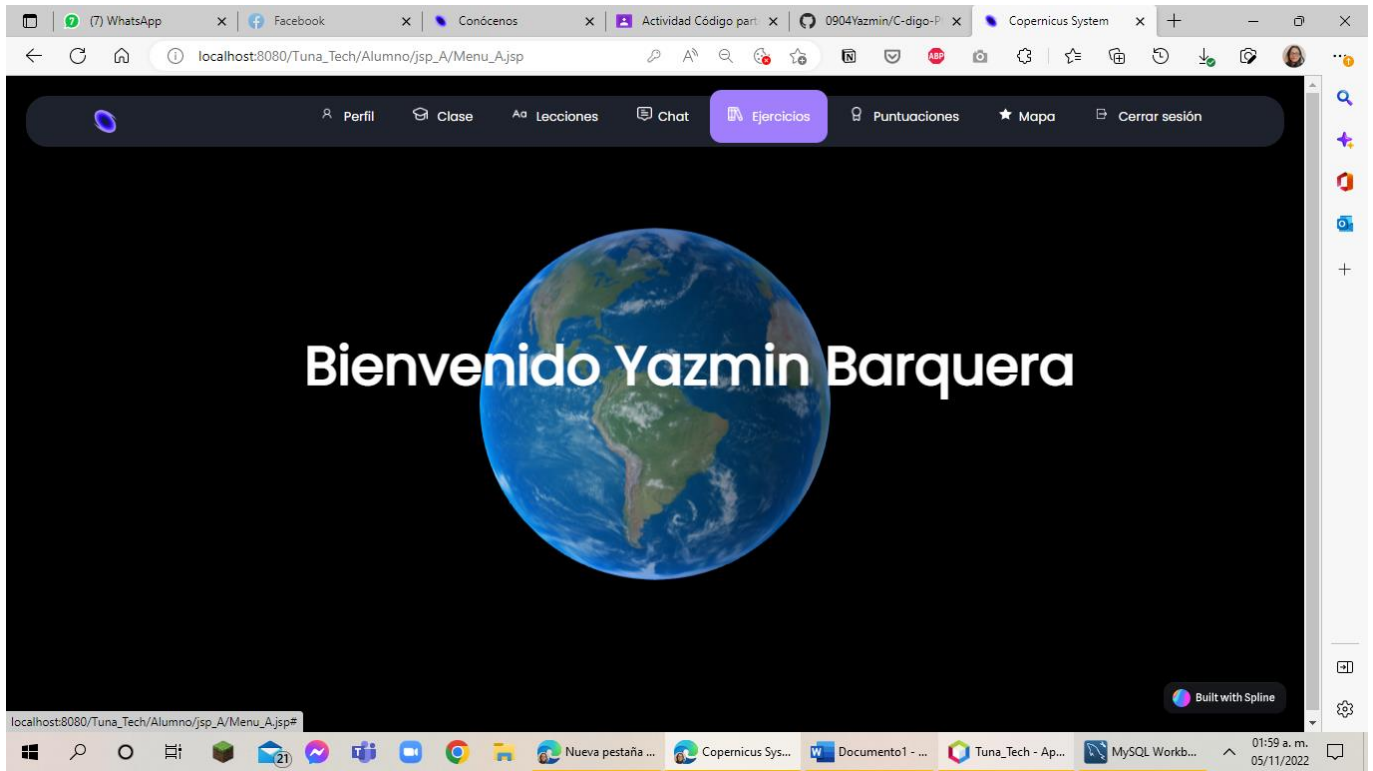 (7) WhatsApp
Facebook
Conócenos
Actividad Código part
0904Yazmin/C-digo-P
Copernicus System
localhost:8080/Tuna_Tech/Alumno/jsp_A/Menu_A.jsp
Perfil
Clase
Aa Lecciones
Chat
Ejercicios
Puntuaciones
Mapa
Cerrar sesión
Bienvenido Yazmin Barquera
Built with Spline
localhost:8080/Tuna_Tech/Alumno/jsp_A/Menu_A.jsp#
21
Nueva pestaña ...
Copernicus Sys...
Documento1 - ...
Tuna_Tech - Ap...
MySQL Workb...
01:59 a. m.
05/11/2022